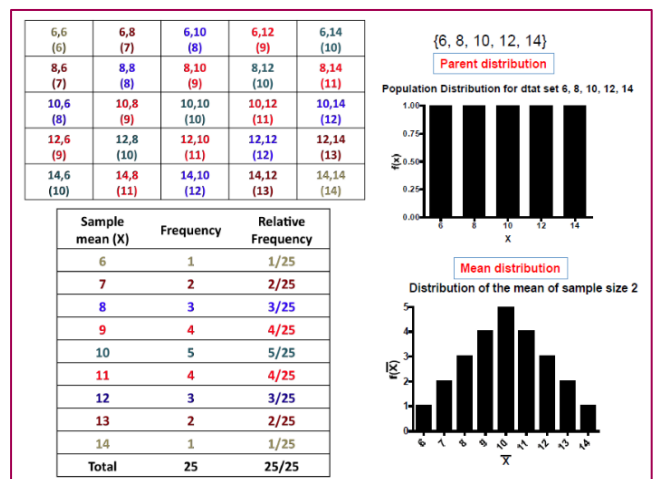 6,6 6,8 6,10 6,12 6,14
(6) (7) (8) (9) (10)
8,6 8,8 8,10 8,12 8,14
(7) (8) (9) (10) (11)
10,6 10,8 10,10 10,12 10,14
(8) (9) (10) (11) (12)
12,6 12,8 12,10 12,12 12,14
(9) (10) (11) (12) (13)
14,6 14,8 14,10 14,12 14,14
(10) (11) (12) (13) (14)
Sample mean (X) Frequency Relative Frequency
6 1 1/25
7 2 2/25
8 3 3/25
9 4 4/25
10 5 5/25
11 4 4/25
12 3 3/25
13 2 2/25
14 1 1/25
Total 25 25/25
{6, 8, 10, 12, 14}
Parent distribution
Population Distribution for dtat set 6, 8, 10, 12, 14
1.00
0.75
0.50
0.25
0.00
f(x)
6 8 10 12 14
X
Mean distribution
Distribution of the mean of sample size 2
5
4
3
2
1
0
f(X̅)
6 7 8 9 10 11 12 13 14
X̅